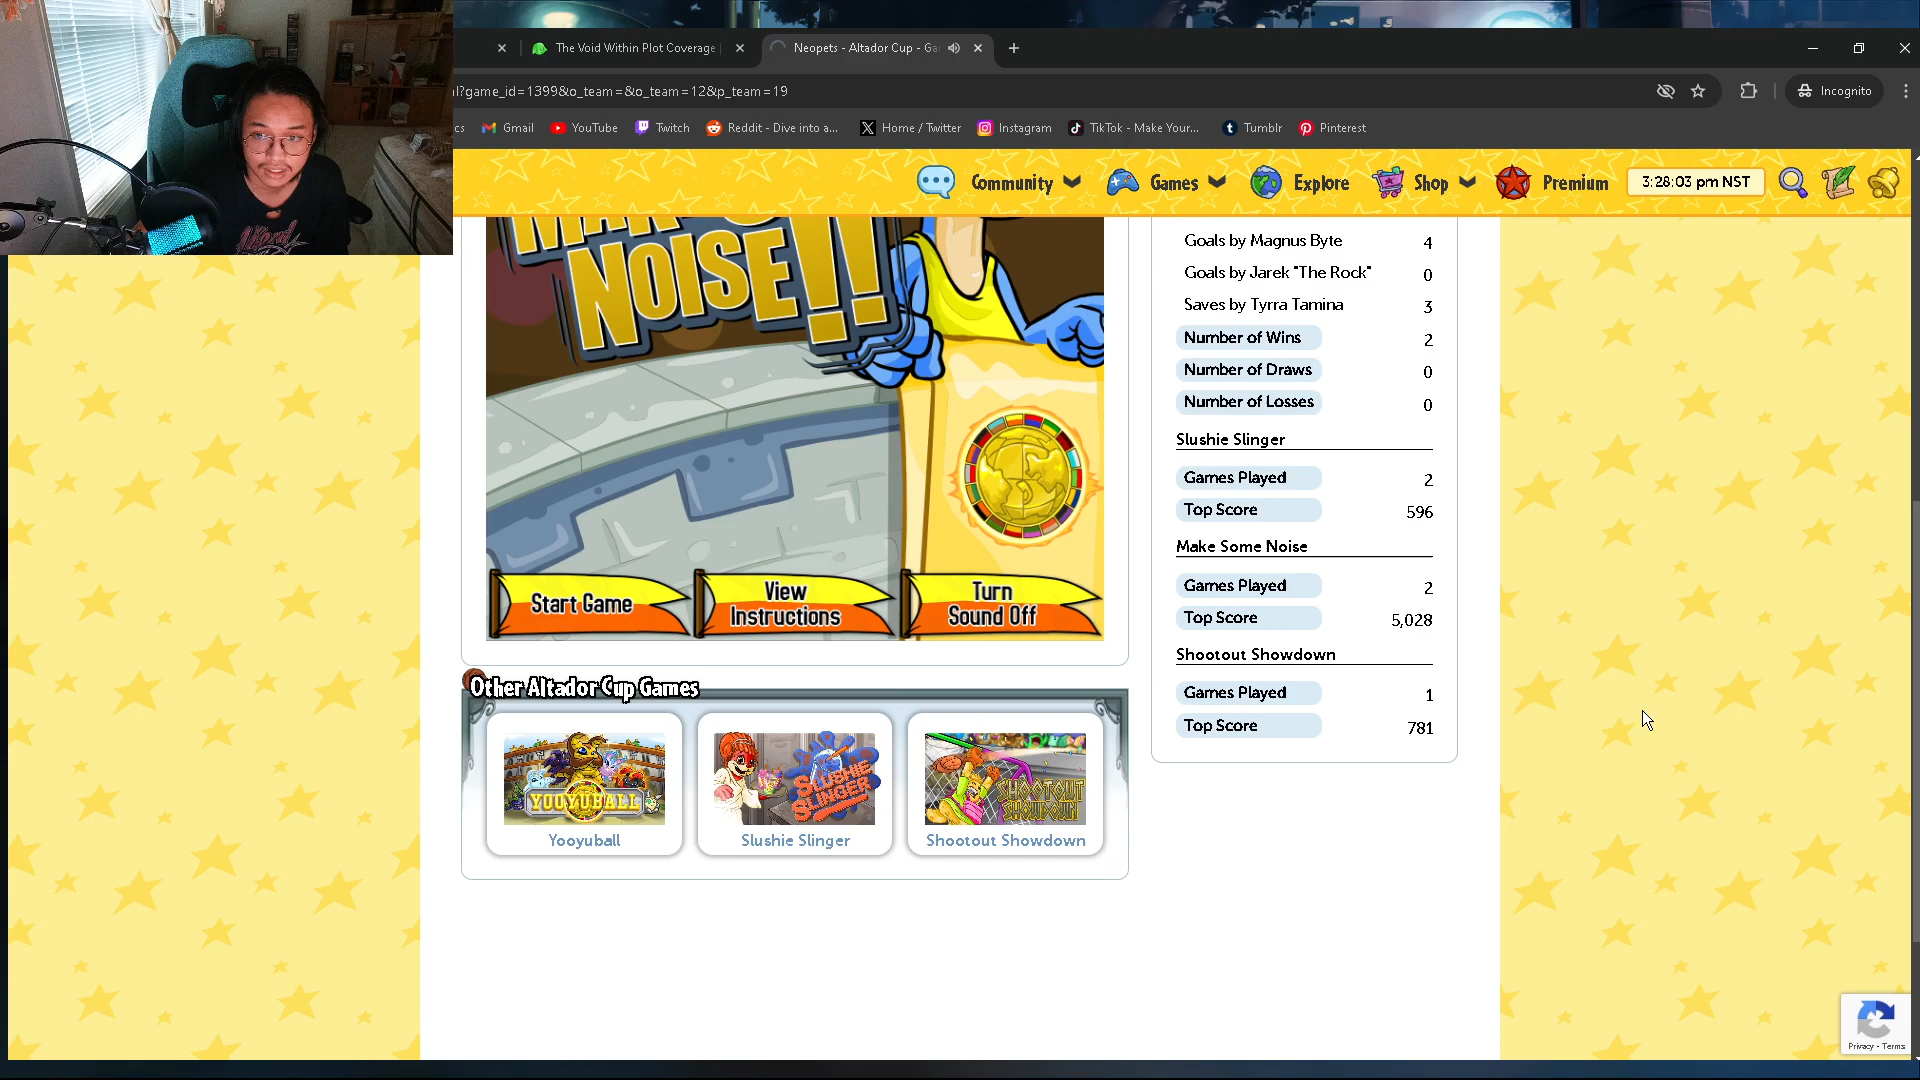 The Void Within Plot Coverage
Neopets - Altador Cup - Ga
l?game_id=1399&o_team=&o_team=12&p_team=19
Incognito
cs
Gmail
YouTube
Twitch
Reddit - Dive into a...
Home / Twitter
Instagram
TikTok - Make Your...
Tumblr
Pinterest
Community
Games
Explore
Shop
Premium
3:28:03 pm NST
NOISE!!
Start Game
View
Instructions
Turn
Sound Off
Goals by Magnus Byte 4
Goals by Jarek "The Rock" 0
Saves by Tyrra Tamina 3
Number of Wins 2
Number of Draws 0
Number of Losses 0
Slushie Slinger
Games Played 2
Top Score 596
Make Some Noise
Games Played 2
Top Score 5,028
Shootout Showdown
Games Played 1
Top Score 781
Other Altador Cup Games
YOOYUBALL
SLUSHIE
SLINGER
SHOOTOUT
SHOWDOWN
Yooyuball
Slushie Slinger
Shootout Showdown
Privacy - Terms